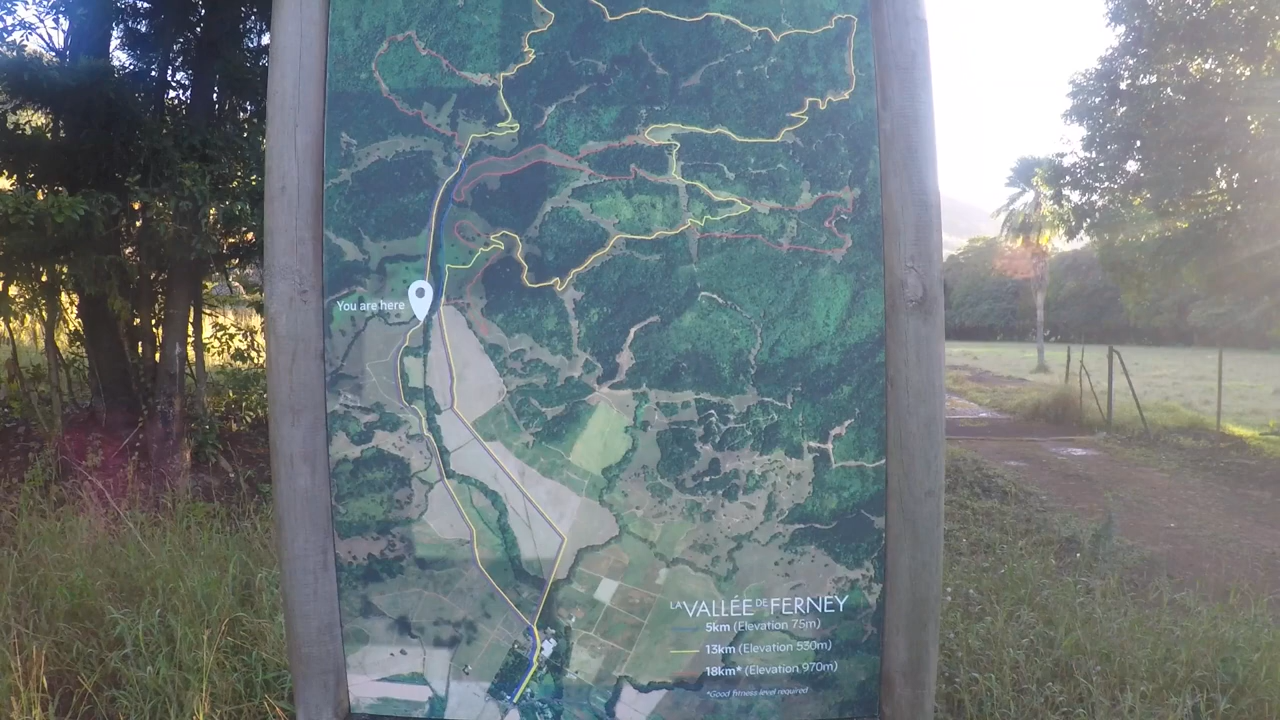 You are here
LA VALLÉE DE FERNEY
5km (Elevation 75m)
13km (Elevation 530m)
18km* (Elevation 970m)
*Good fitness level required